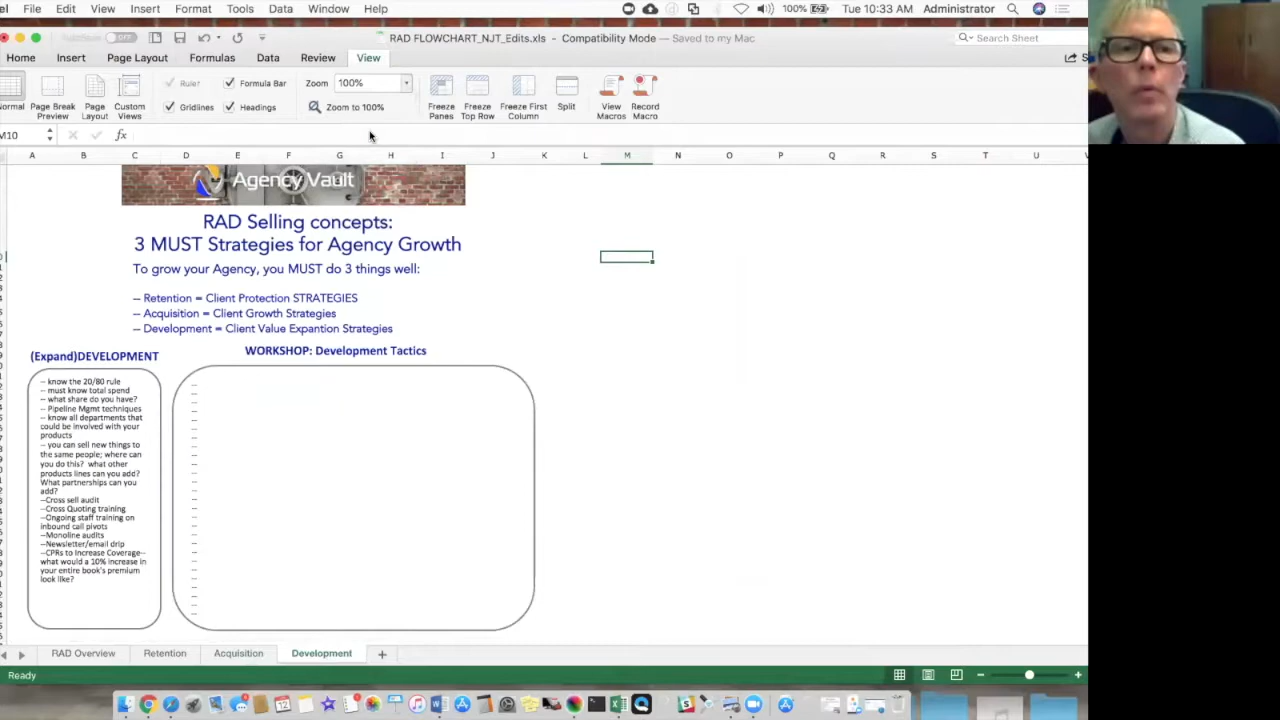 el File Edit View Insert Format Tools Data Window Help 100% Tue 10:33 AM Administrator
AutoSave OFF RAD FLOWCHART_NJT_Edits.xls - Compatibility Mode — Saved to my Mac Search Sheet
Home Insert Page Layout Formulas Data Review View S
Ruler Formula Bar Zoom 100%
Gridlines Headings Zoom to 100%
Normal Page Break Preview Page Layout Custom Views Freeze Panes Freeze Top Row Freeze First Column Split View Macros Record Macro
M10 fx
A B C D E F G H I J K L M N O P Q R S T U V
Agency Vault
RAD Selling concepts:
3 MUST Strategies for Agency Growth
To grow your Agency, you MUST do 3 things well:
-- Retention = Client Protection STRATEGIES
-- Acquisition = Client Growth Strategies
-- Development = Client Value Expantion Strategies
(Expand)DEVELOPMENT
WORKSHOP: Development Tactics
-- know the 20/80 rule
-- must know total spend
-- what share do you have?
-- Pipeline Mgmt techniques
-- know all departments that
could be involved with your
products
-- you can sell new things to
the same people; where can
you do this? what other
products lines can you add?
What partnerships can you
add?
--Cross sell audit
--Cross Quoting training
--Ongoing staff training on
inbound call pivots
--Monoline audits
--Newsletter/email drip
--CPRs to Increase Coverage--
what would a 10% increase in
your entire book's premium
look like?
RAD Overview Retention Acquisition Development +
Ready